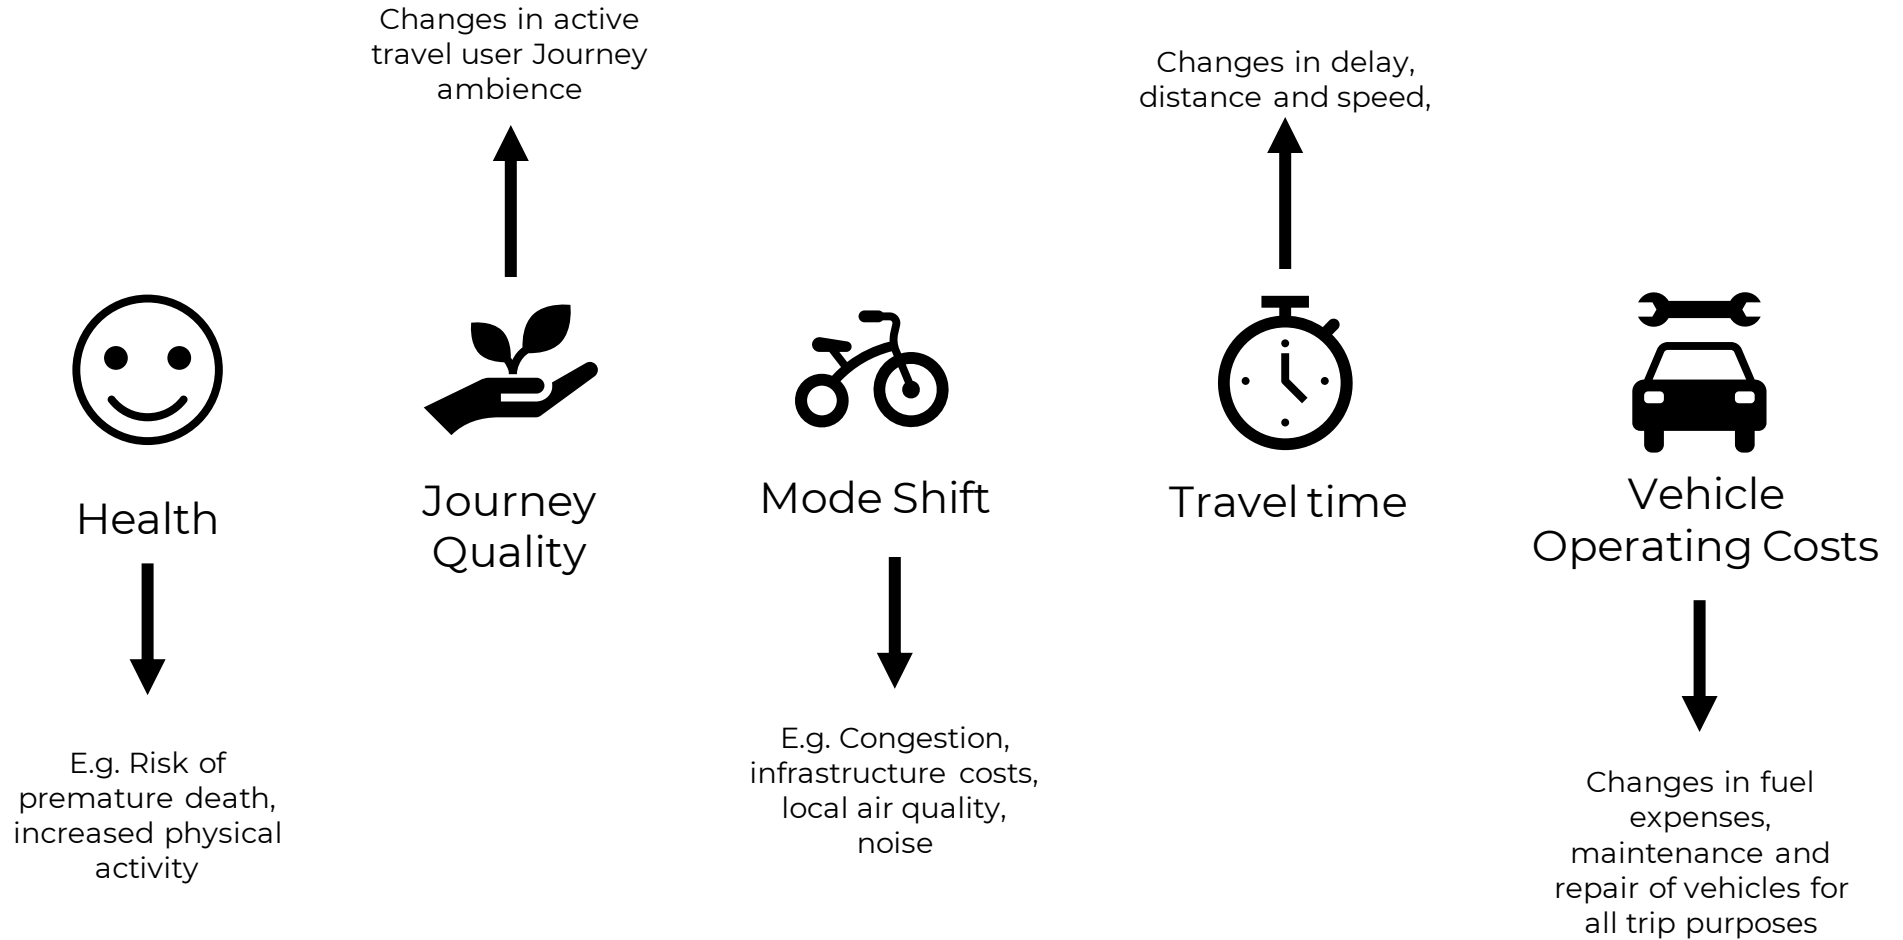 Changes in active
travel user Journey
ambience
Changes in delay,
distance and speed,
Health
Journey
Quality
Mode Shift
Travel time
Vehicle
Operating Costs
E.g. Risk of
premature death,
increased physical
activity
E.g. Congestion,
infrastructure costs,
local air quality,
noise
Changes in fuel
expenses,
maintenance and
repair of vehicles for
all trip purposes